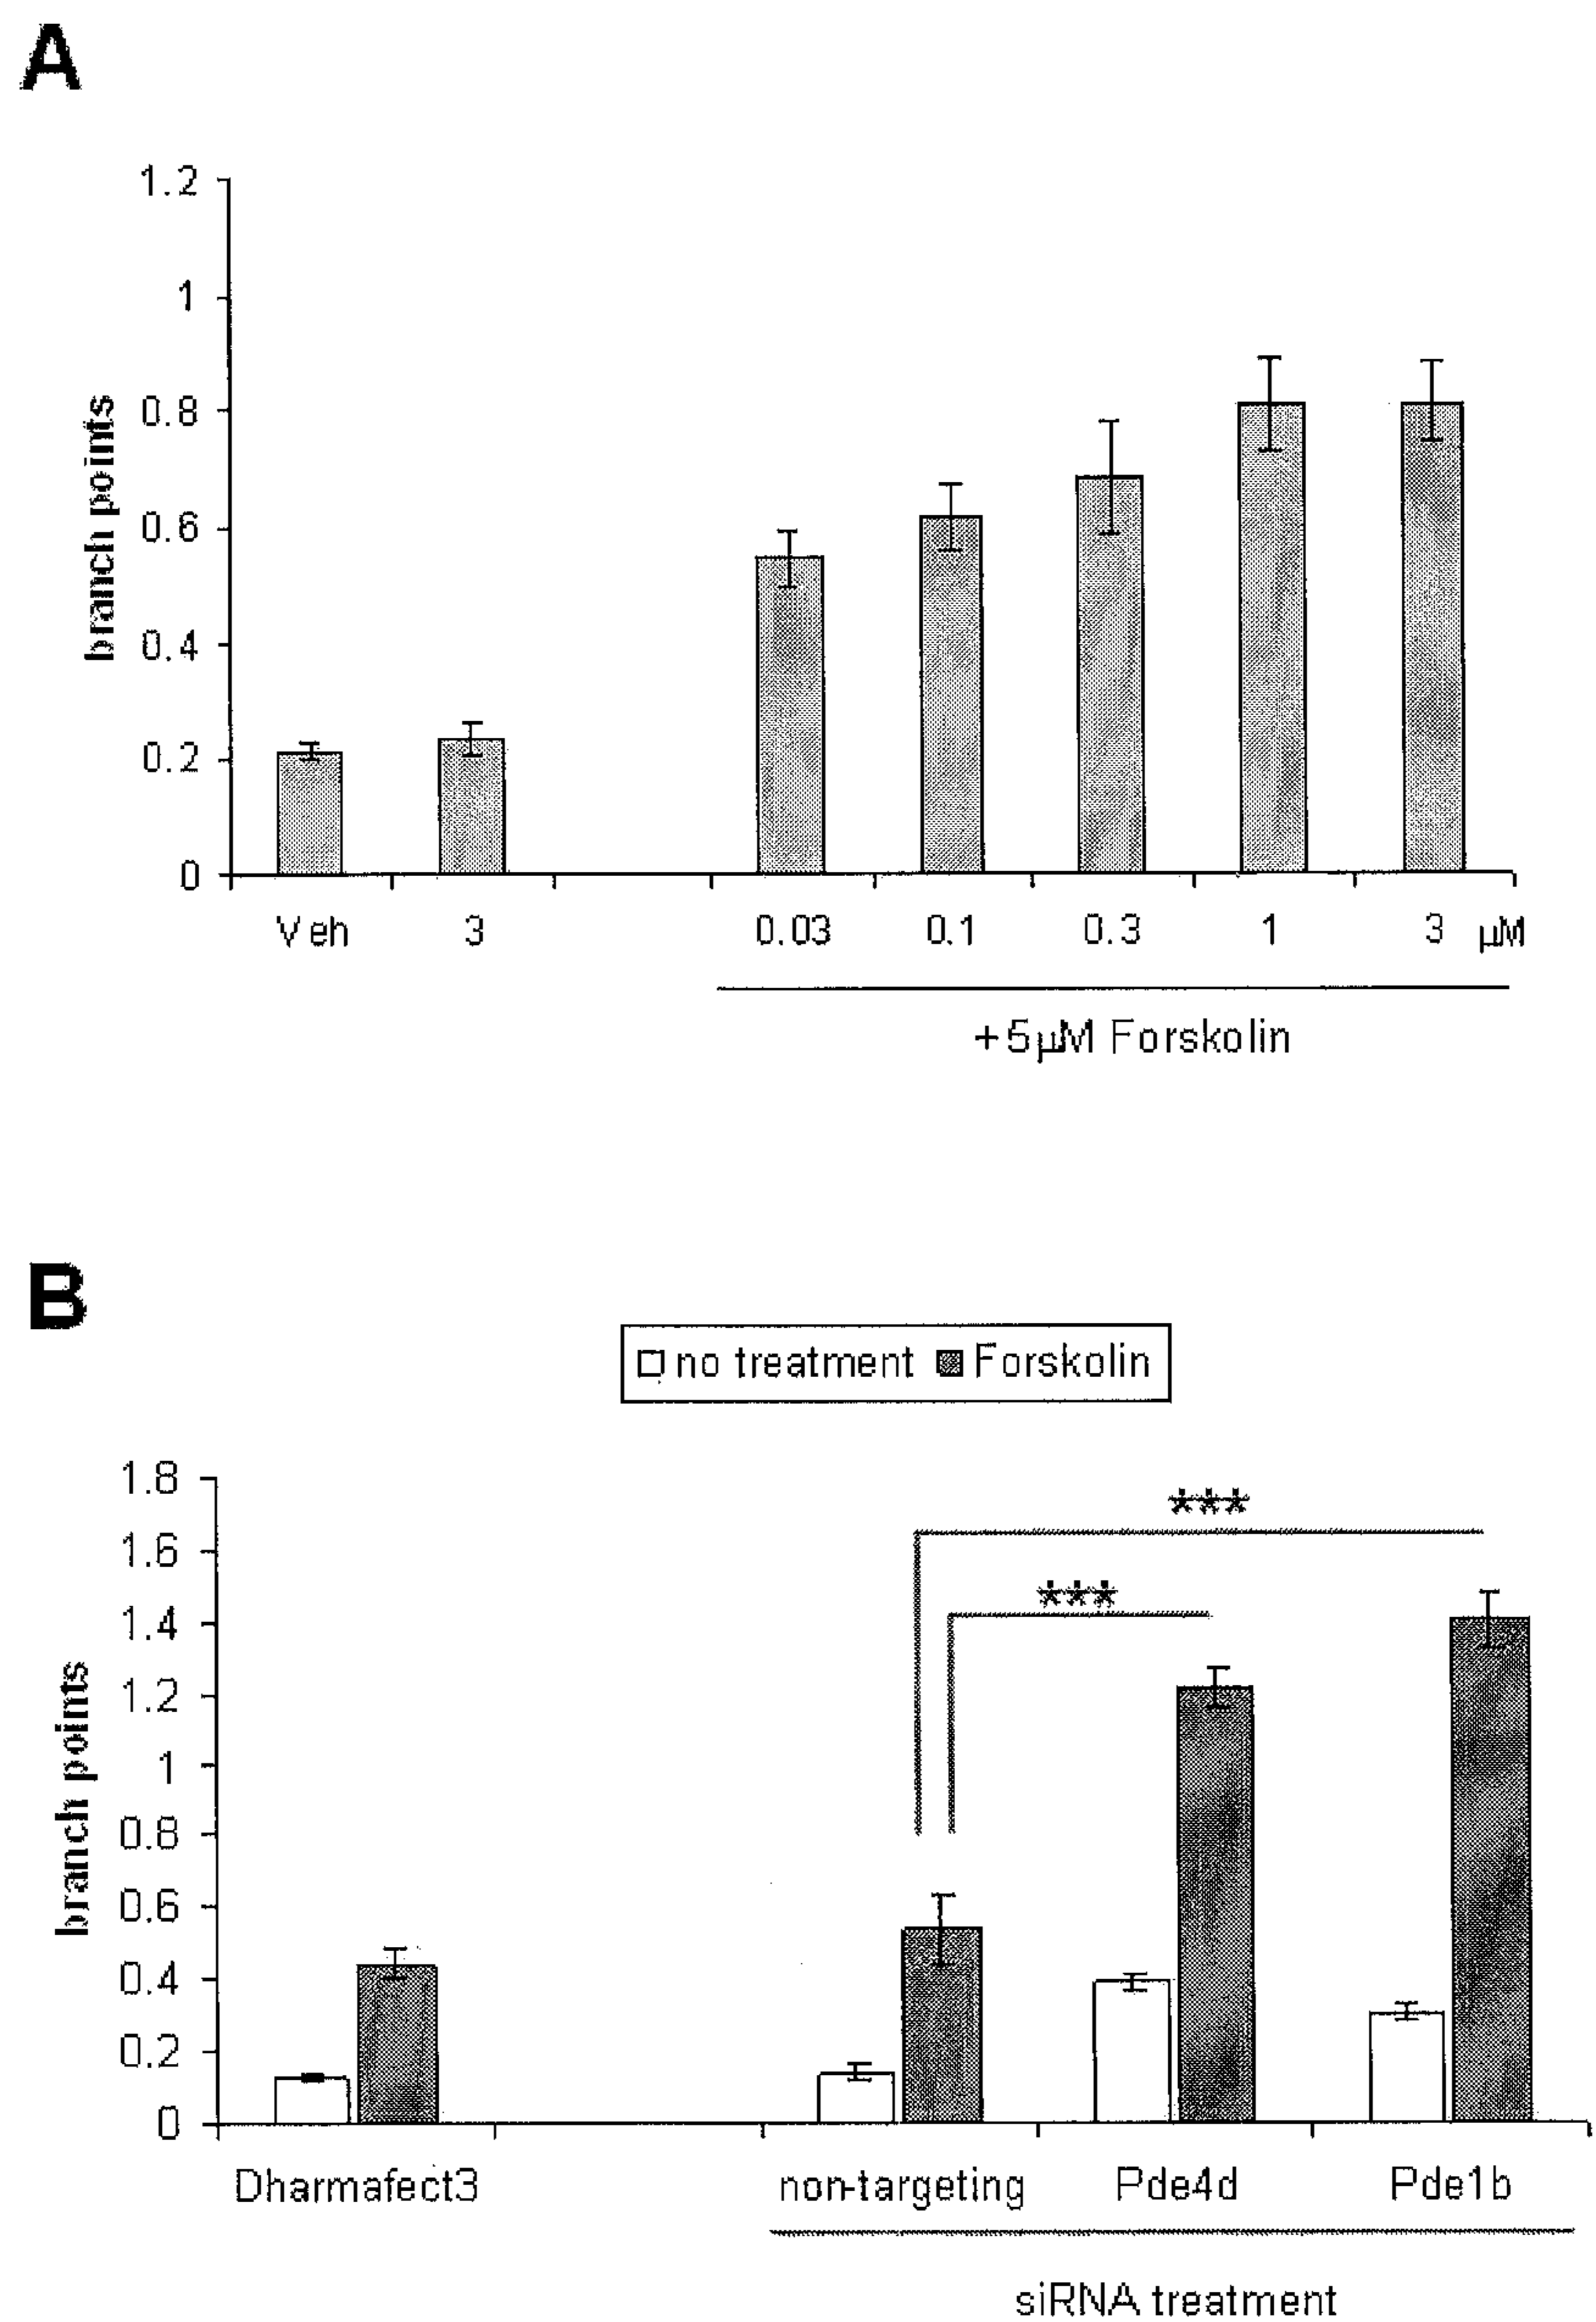 A
1.2
1
0.8
0.6
0.4
0.2
0
branch points
Veh 3 0.03 0.1 0.3 1 3 µM
+5µM Forskolin
B
no treatment Forskolin
1.8
1.6
1.4
1.2
1
0.8
0.6
0.4
0.2
0
branch points
***
***
Dharmafect3 non-targeting Pde4d Pde1b
siRNA treatment